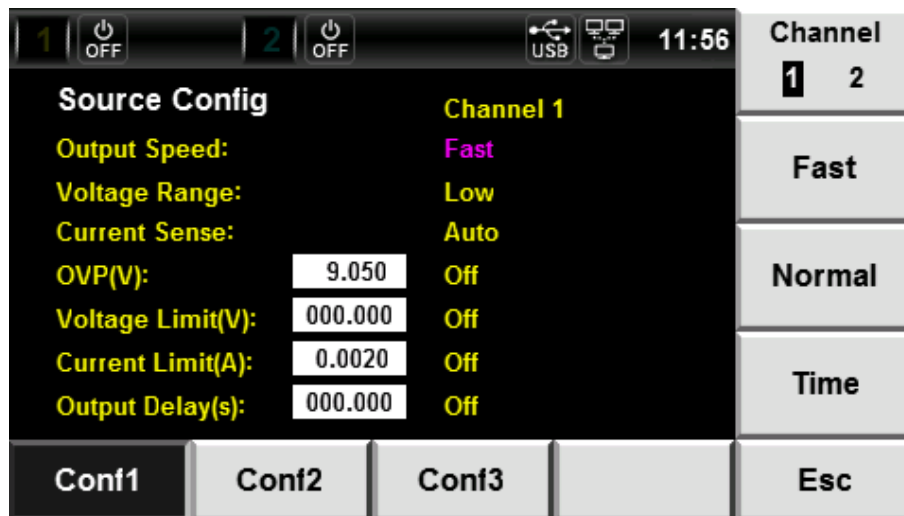 1 OFF 2 OFF USB 11:56
Channel
1 2
Source Config Channel 1
Output Speed: Fast
Voltage Range: Low
Current Sense: Auto
OVP(V): 9.050 Off
Voltage Limit(V): 000.000 Off
Current Limit(A): 0.0020 Off
Output Delay(s): 000.000 Off
Fast
Normal
Time
Conf1 Conf2 Conf3 Esc